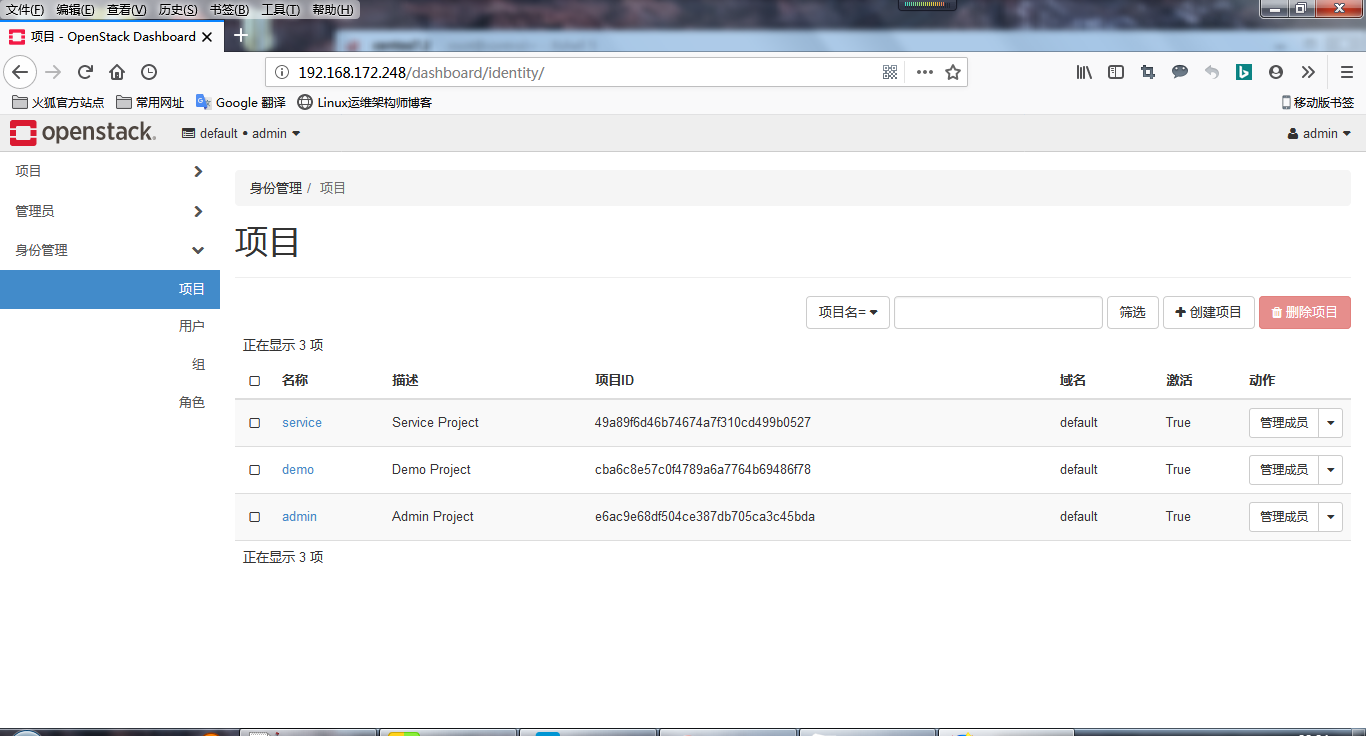 文件(F) 编辑(E) 查看(V) 历史(S) 书签(B) 工具(T) 帮助(H)
项目 - OpenStack Dashboard
192.168.172.248/dashboard/identity/
火狐官方站点 常用网址 Google 翻译 Linux运维架构师博客 移动版书签
openstack. default • admin admin
项目
管理员
身份管理
项目
用户
组
角色
身份管理 / 项目
项目
项目名= 筛选 创建项目 删除项目
正在显示 3 项
名称 描述 项目ID 域名 激活 动作
service Service Project 49a89f6d46b74674a7f310cd499b0527 default True 管理成员
demo Demo Project cba6c8e57c0f4789a6a7764b69486f78 default True 管理成员
admin Admin Project e6ac9e68df504ce387db705ca3c45bda default True 管理成员
正在显示 3 项